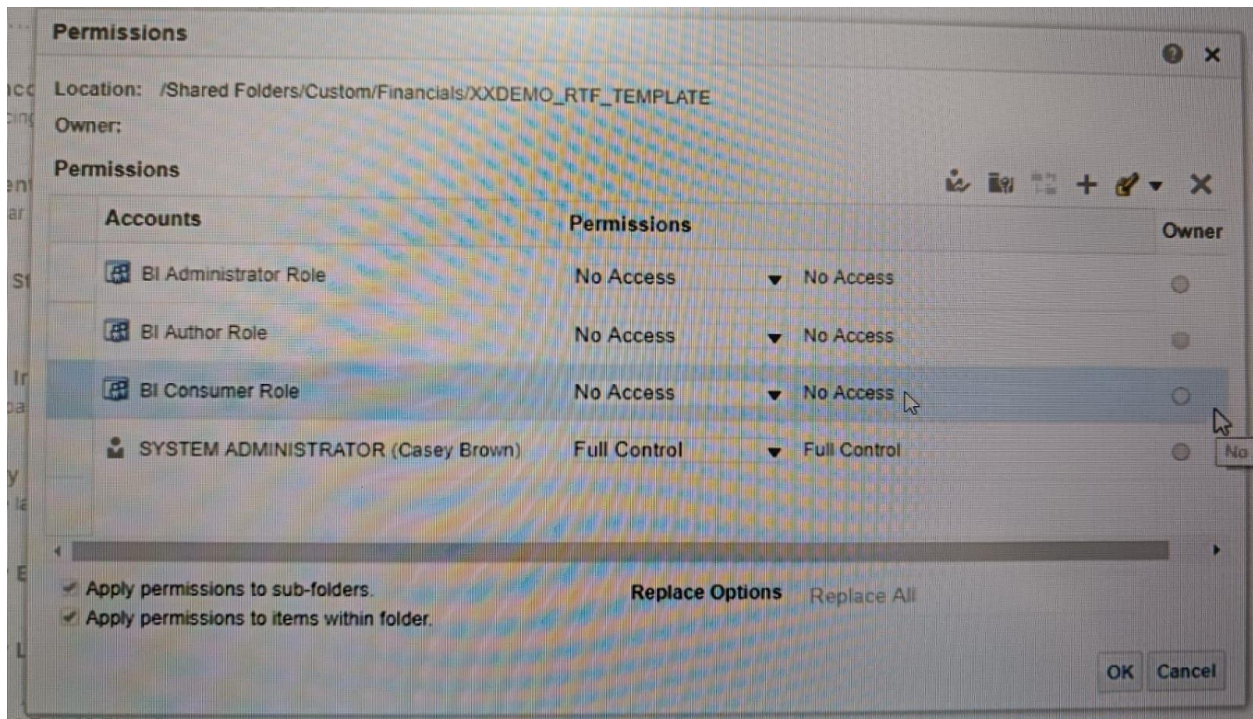 Permissions
Location: /Shared Folders/Custom/Financials/XXDEMO_RTF_TEMPLATE
Owner:
Permissions
Accounts Permissions Owner
BI Administrator Role No Access No Access
BI Author Role No Access No Access
BI Consumer Role No Access No Access
SYSTEM ADMINISTRATOR (Casey Brown) Full Control Full Control
No
Apply permissions to sub-folders. Replace Options Replace All
Apply permissions to items within folder.
OK Cancel